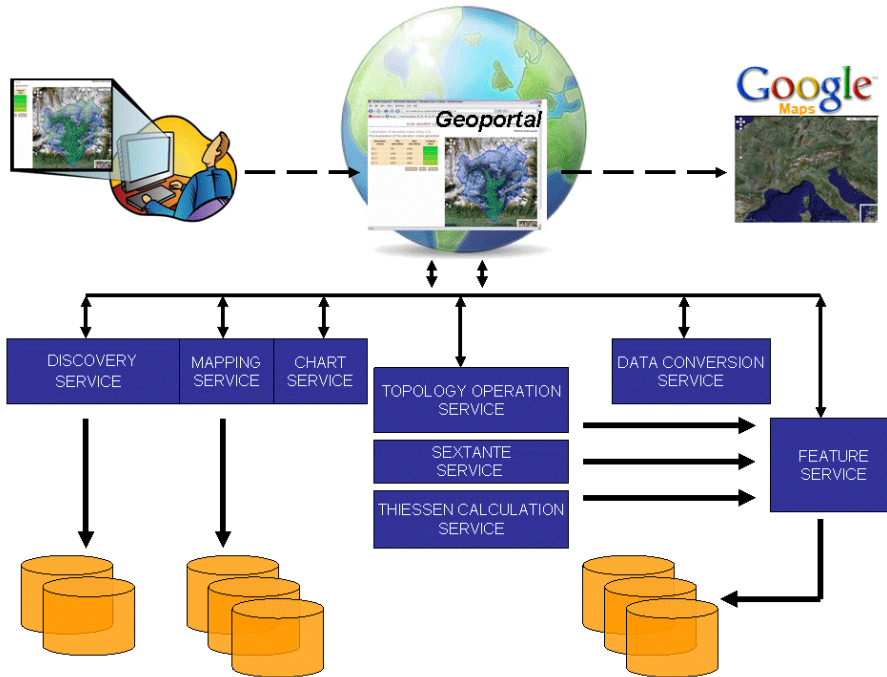 Google
Maps
Geoportal
DISCOVERY
SERVICE
MAPPING
SERVICE
CHART
SERVICE
TOPOLOGY OPERATION
SERVICE
DATA CONVERSION
SERVICE
SEXTANTE
SERVICE
FEATURE
SERVICE
THIESSEN CALCULATION
SERVICE